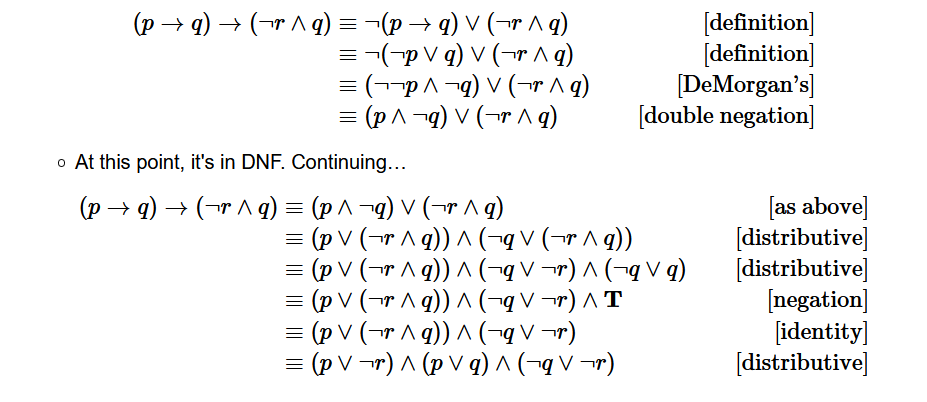 (p → q) → (¬r ∧ q) ≡ ¬(p → q) ∨ (¬r ∧ q) [definition]
≡ ¬(¬p ∨ q) ∨ (¬r ∧ q) [definition]
≡ (¬¬p ∧ ¬q) ∨ (¬r ∧ q) [DeMorgan's]
≡ (p ∧ ¬q) ∨ (¬r ∧ q) [double negation]
○ At this point, it's in DNF. Continuing…
(p → q) → (¬r ∧ q) ≡ (p ∧ ¬q) ∨ (¬r ∧ q) [as above]
≡ (p ∨ (¬r ∧ q)) ∧ (¬q ∨ (¬r ∧ q)) [distributive]
≡ (p ∨ (¬r ∧ q)) ∧ (¬q ∨ ¬r) ∧ (¬q ∨ q) [distributive]
≡ (p ∨ (¬r ∧ q)) ∧ (¬q ∨ ¬r) ∧ T [negation]
≡ (p ∨ (¬r ∧ q)) ∧ (¬q ∨ ¬r) [identity]
≡ (p ∨ ¬r) ∧ (p ∨ q) ∧ (¬q ∨ ¬r) [distributive]